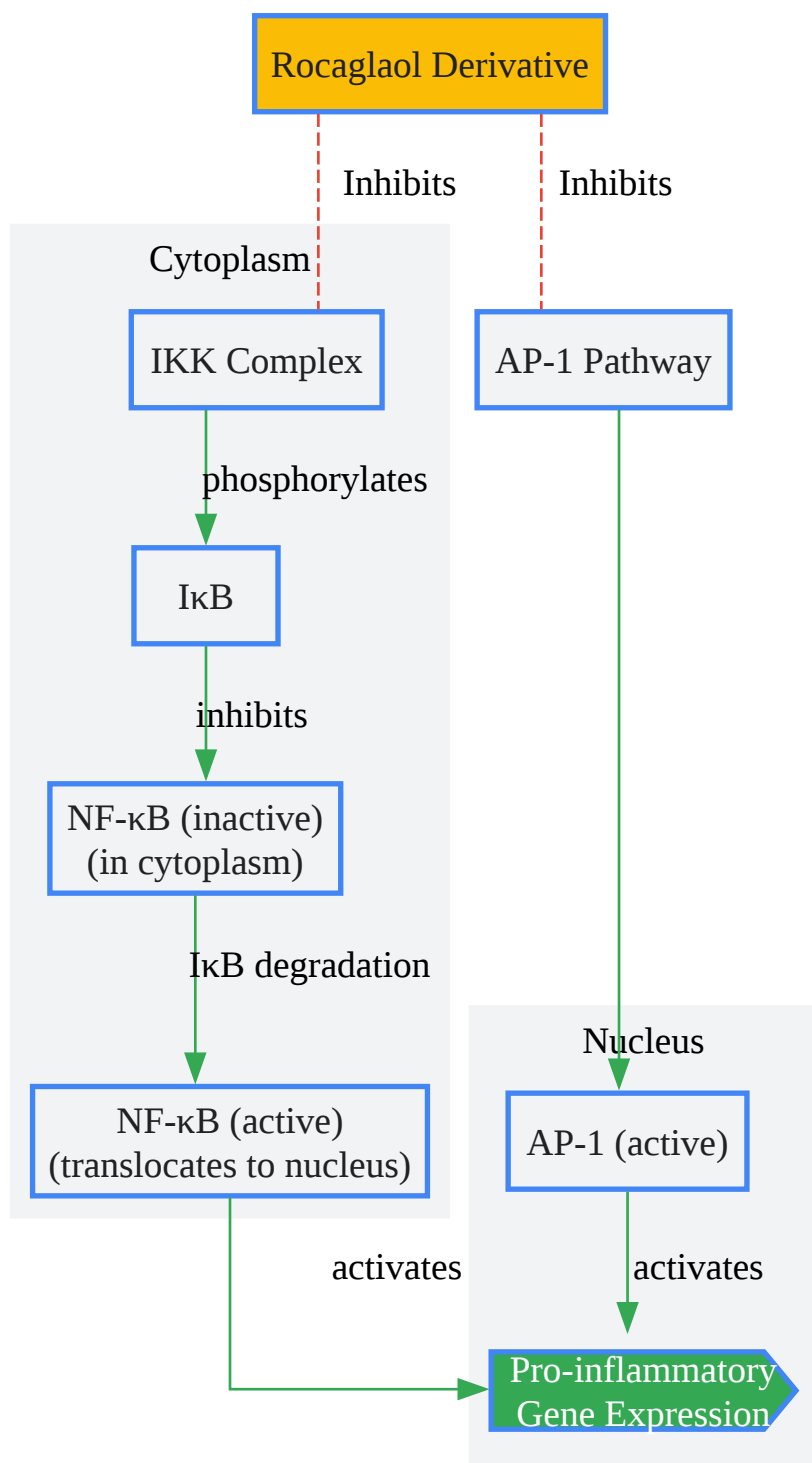 Rocaglaol Derivative
Inhibits
Inhibits
Cytoplasm
IKK Complex
AP-1 Pathway
phosphorylates
IκB
inhibits
NF-κB (inactive)
(in cytoplasm)
IκB degradation
Nucleus
NF-κB (active)
(translocates to nucleus)
AP-1 (active)
activates
activates
Pro-inflammatory
Gene Expression